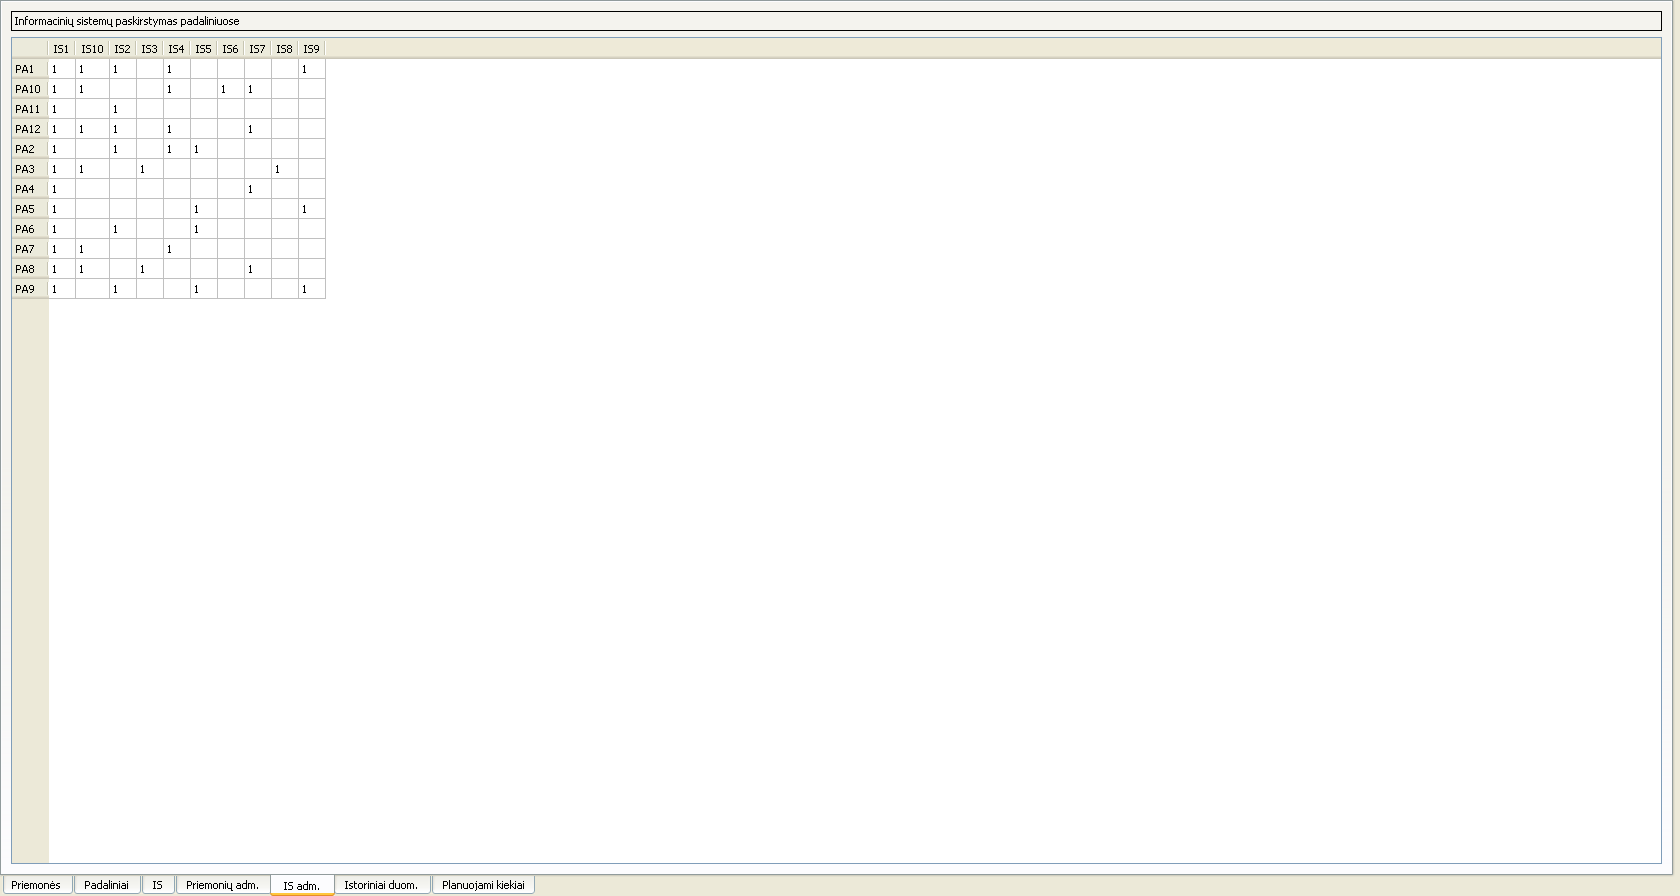 Informacinių sistemų paskirstymas padaliniuose
IS1 IS10 IS2 IS3 IS4 IS5 IS6 IS7 IS8 IS9
PA1 1 1 1 1 1
PA10 1 1 1 1 1
PA11 1 1
PA12 1 1 1 1 1
PA2 1 1 1 1
PA3 1 1 1 1
PA4 1 1
PA5 1 1 1
PA6 1 1 1
PA7 1 1 1
PA8 1 1 1 1
PA9 1 1 1 1
Priemonės Padaliniai IS Priemonių adm. IS adm. Istoriniai duom. Planuojami kiekiai